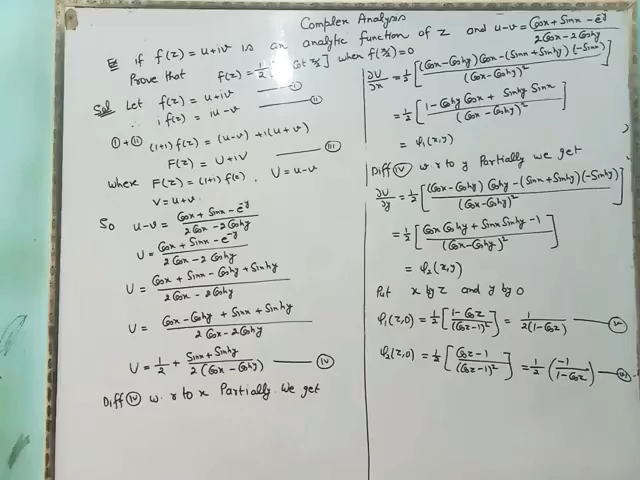 Complex Analysis
Ex if f(z) = u+iv is an analytic function of z and u-v = (Cosx + Sinx - e^-y)/(2Cosx - 2Coshy)
Prove that f(z) = 1/2 [ Cot z/2 ] when f(π/2) = 0
Sol Let f(z) = u+iv —— (i)
∴ i f(z) = iu - v —— (ii)
(i)+(ii) (1+i) f(z) = (u-v) + i(u+v)
F(z) = U+iV —— (iii)
where F(z) = (1+i) f(z), U = u-v
V = u+v.
So u-v = (Cosx + Sinx - e^-y)/(2Cosx - 2Coshy)
U = (Cosx + Sinx - e^-y)/(2Cosx - 2Coshy)
U = (Cosx + Sinx - Coshy + Sinhy)/(2Cosx - 2Coshy)
U = (Cosx - Coshy + Sinx + Sinhy)/(2Cosx - 2Coshy)
U = 1/2 + (Sinx + Sinhy)/(2(Cosx - Coshy)) —— (iv)
Diff (iv) w.r to x Partially we get
∂U/∂x = 1/2 [((Cosx - Coshy)Cosx - (Sinx + Sinhy)(-Sinx))/(Cosx - Coshy)^2]
= 1/2 [(1 - Coshy Cosx + Sinhy Sinx)/(Cosx - Coshy)^2]
= φ1(x,y)
Diff (iv) w.r to y Partially we get
∂U/∂y = 1/2 [((Cosx - Coshy) Coshy - (Sinx + Sinhy)(-Sinhy))/(Cosx - Coshy)^2]
= 1/2 [(Cosx Coshy + Sinx Sinhy - 1)/(Cosx - Coshy)^2]
= φ2(x,y)
Put x by z and y by 0
φ1(z,0) = 1/2 [(1 - Cosz)/(Cosz - 1)^2] = 1/(2(1 - Cosz)) —— (v)
φ2(z,0) = 1/2 [(Cosz - 1)/(Cosz - 1)^2] = 1/2 (-1/(1 - Cosz)) —— (vi)